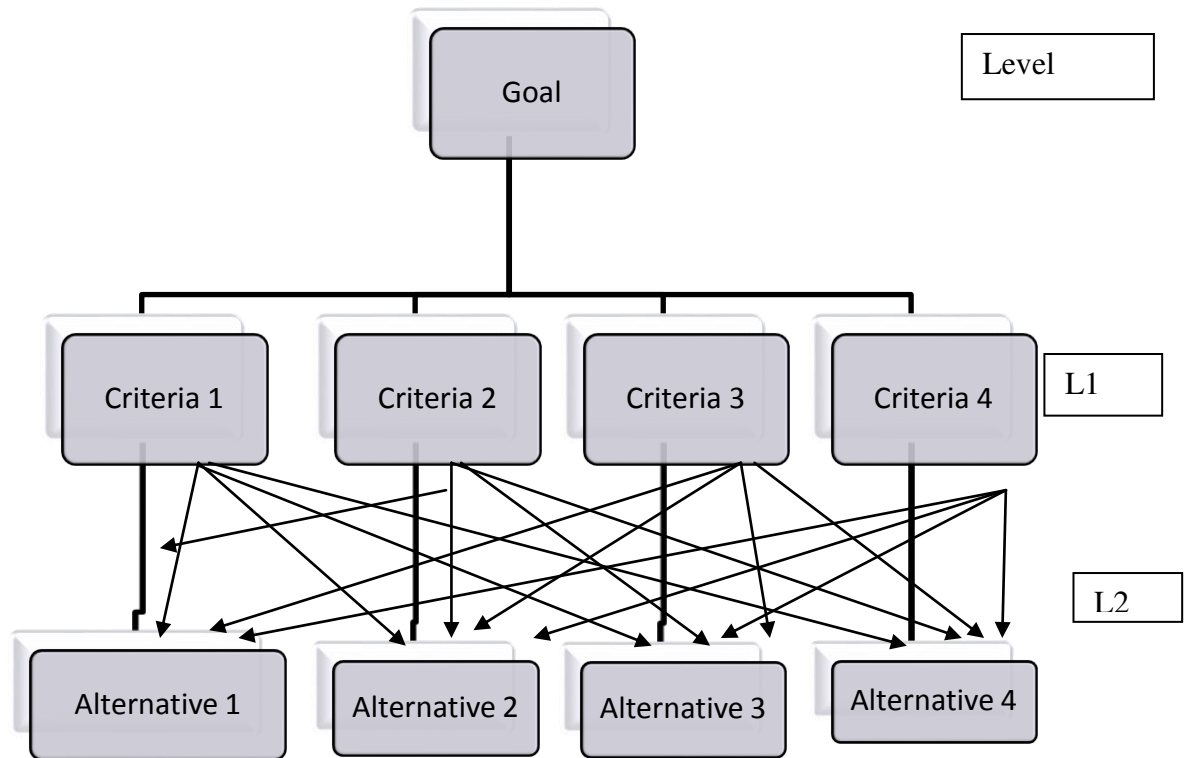 Goal
Level
Criteria 1
Criteria 2
Criteria 3
Criteria 4
L1
L2
Alternative 1
Alternative 2
Alternative 3
Alternative 4